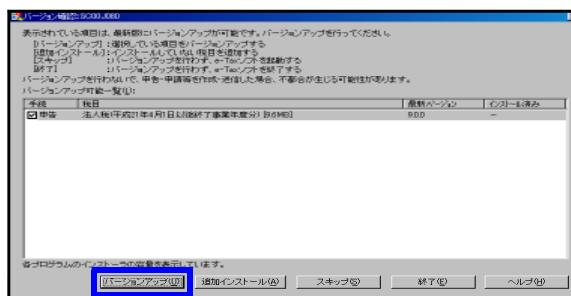 バージョン確認:SC00J080
表示されている項目は、最新版にバージョンアップが可能です。バージョンアップを行ってください。
[バージョンアップ]:選択している項目をバージョンアップする
[追加インストール]:インストールしていない税目を追加する
[スキップ] :バージョンアップを行わず、e-Taxソフトを起動する
[終了] :バージョンアップを行わず、e-Taxソフトを終了する
バージョンアップを行わないで、申告・申請等を作成・送信した場合、不都合が生じる可能性があります。
バージョンアップ可能一覧(L):
手続 税目 最新バージョン インストール済み
申告 法人税(平成21年4月1日以後終了事業年度分) [9.6MB] 9.0.0 －
各プログラムのインストーラの容量を表示しています。
バージョンアップ(U) 追加インストール(A) スキップ(S) 終了(E) ヘルプ(H)